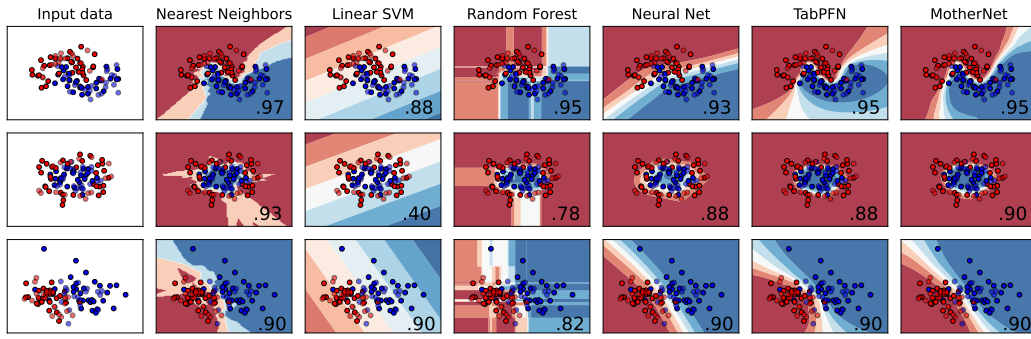 Input data Nearest Neighbors Linear SVM Random Forest Neural Net TabPFN MotherNet
.97 .88 .95 .93 .95 .95
.93 .40 .78 .88 .88 .90
.90 .90 .82 .90 .90 .90